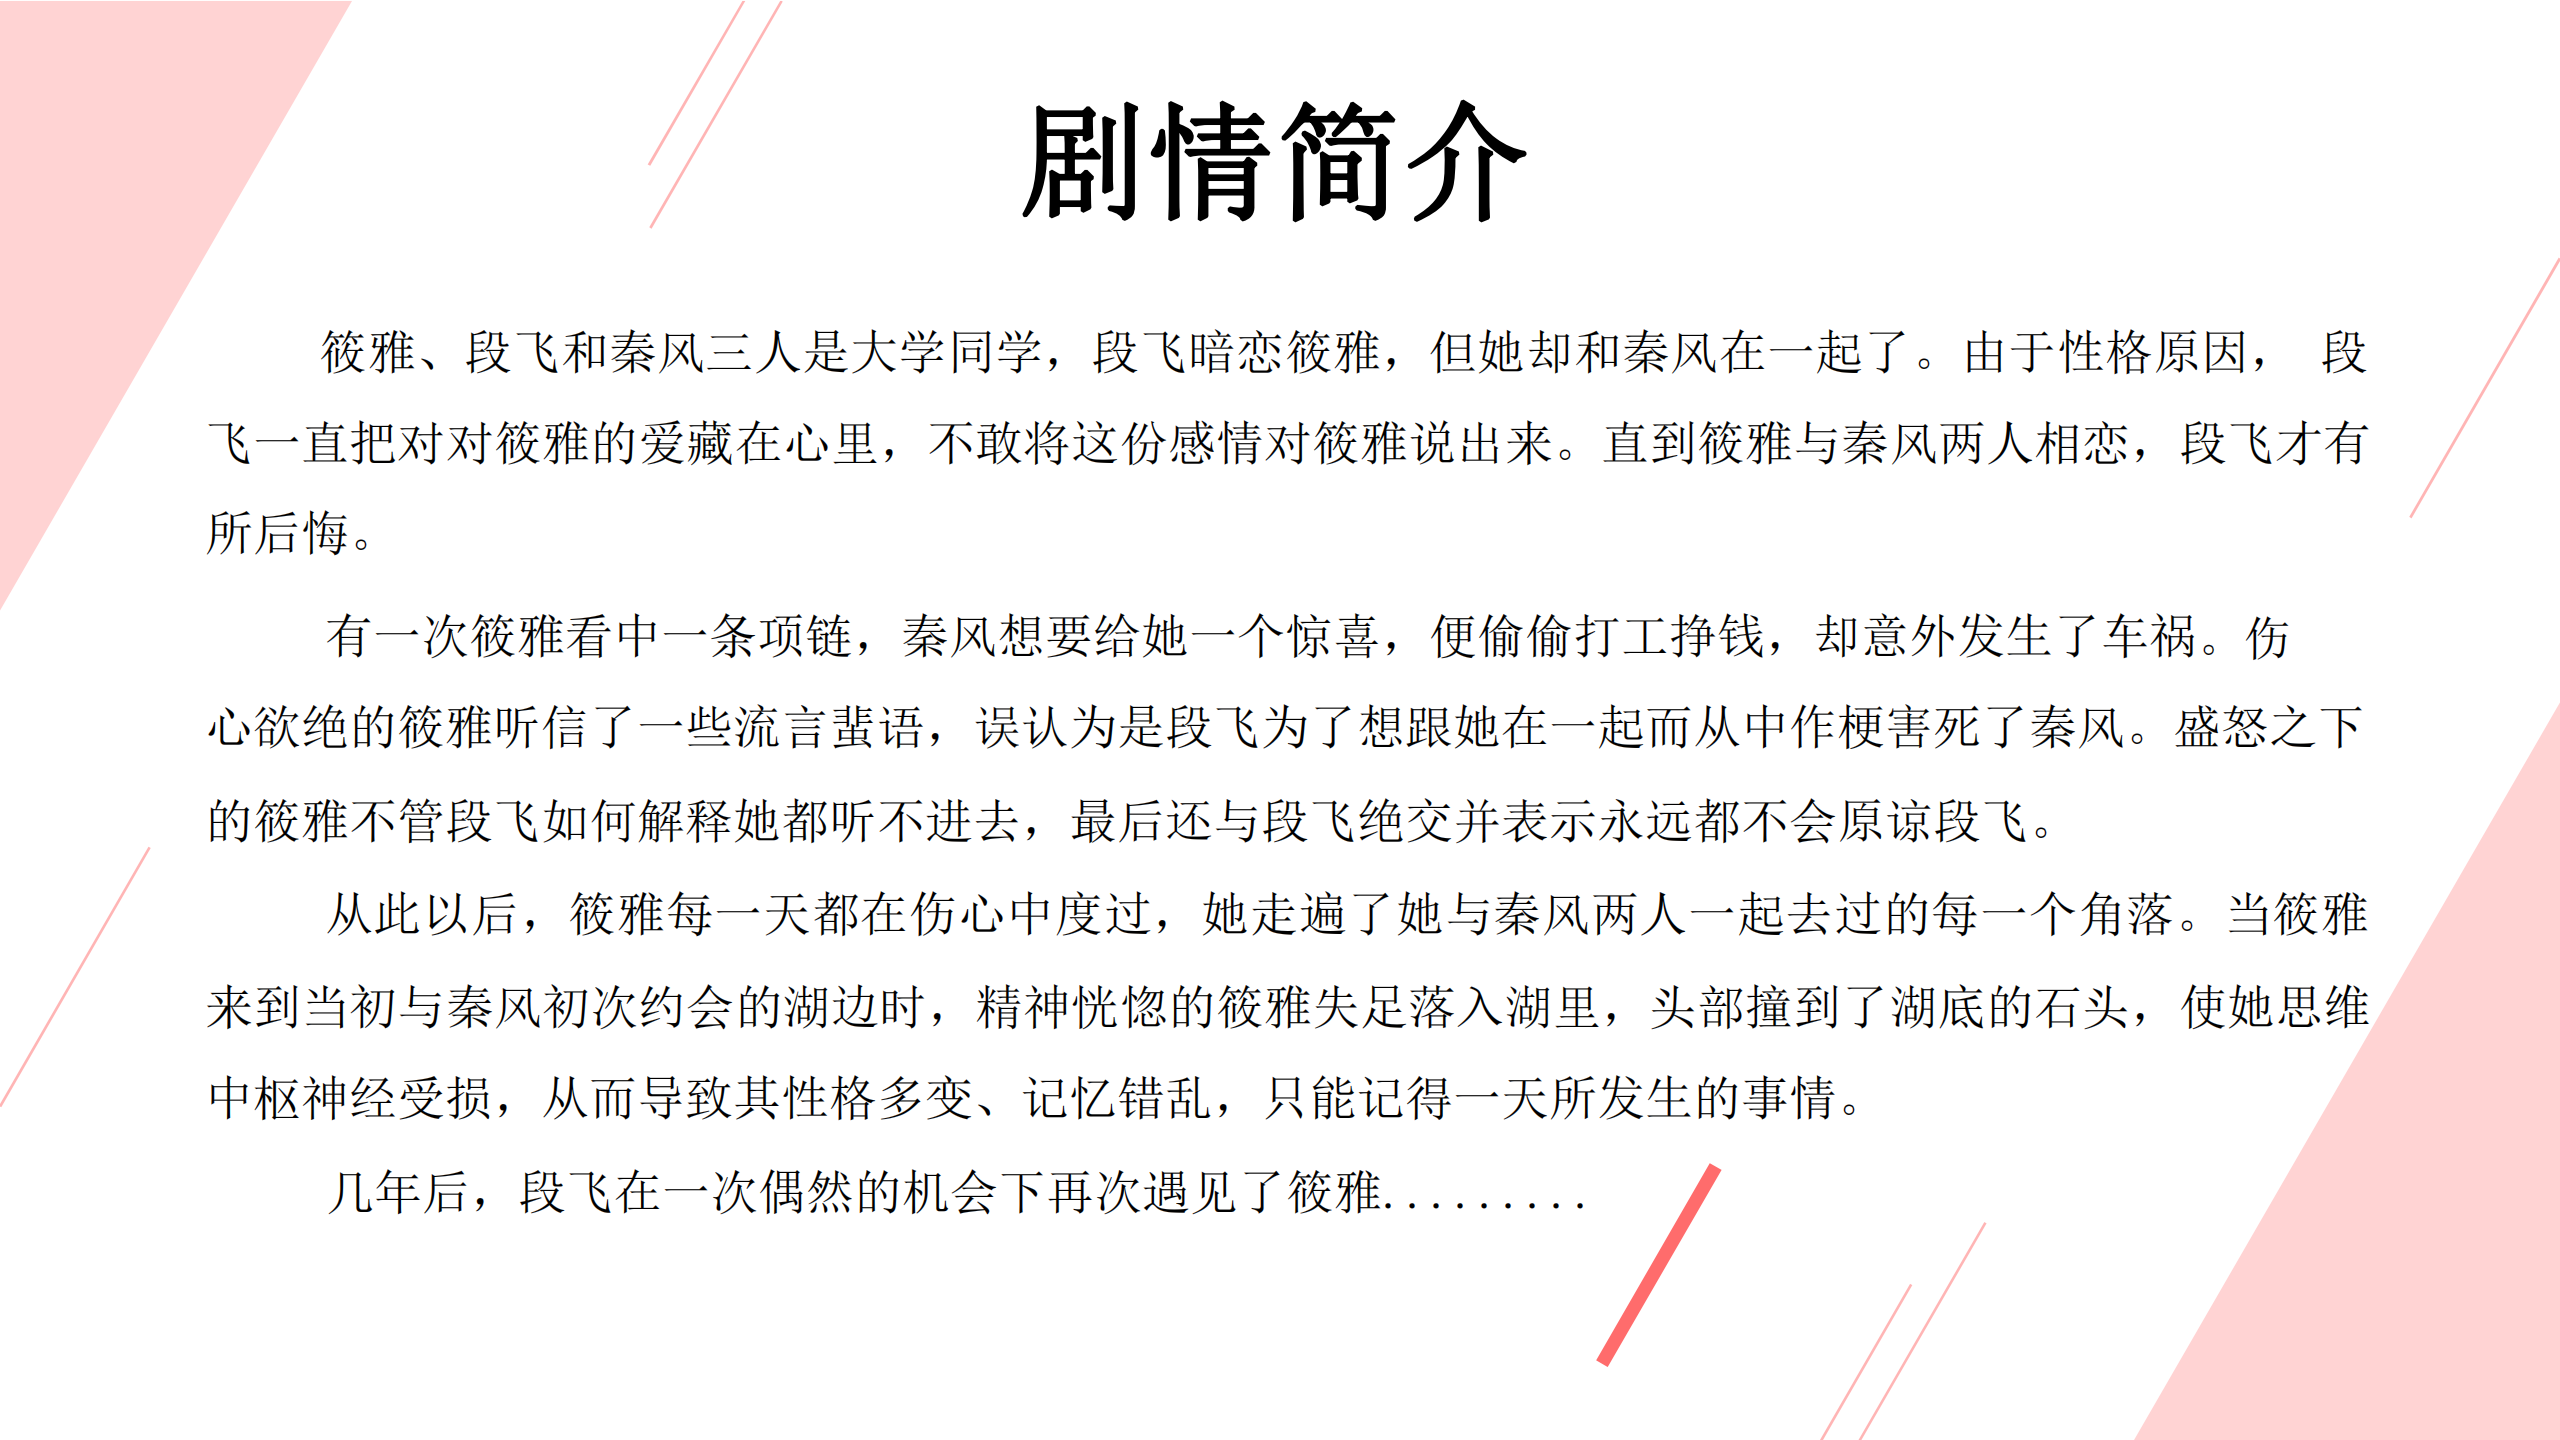 剧情简介
筱雅、段飞和秦风三人是大学同学，段飞暗恋筱雅，但她却和秦风在一起了。由于性格原因， 段
飞一直把对对筱雅的爱藏在心里，不敢将这份感情对筱雅说出来。直到筱雅与秦风两人相恋，段飞才有
所后悔。
有一次筱雅看中一条项链，秦风想要给她一个惊喜，便偷偷打工挣钱，却意外发生了车祸。伤
心欲绝的筱雅听信了一些流言蜚语，误认为是段飞为了想跟她在一起而从中作梗害死了秦风。盛怒之下
的筱雅不管段飞如何解释她都听不进去，最后还与段飞绝交并表示永远都不会原谅段飞。
从此以后，筱雅每一天都在伤心中度过，她走遍了她与秦风两人一起去过的每一个角落。当筱雅
来到当初与秦风初次约会的湖边时，精神恍惚的筱雅失足落入湖里，头部撞到了湖底的石头，使她思维
中枢神经受损，从而导致其性格多变、记忆错乱，只能记得一天所发生的事情。
几年后，段飞在一次偶然的机会下再次遇见了筱雅.........